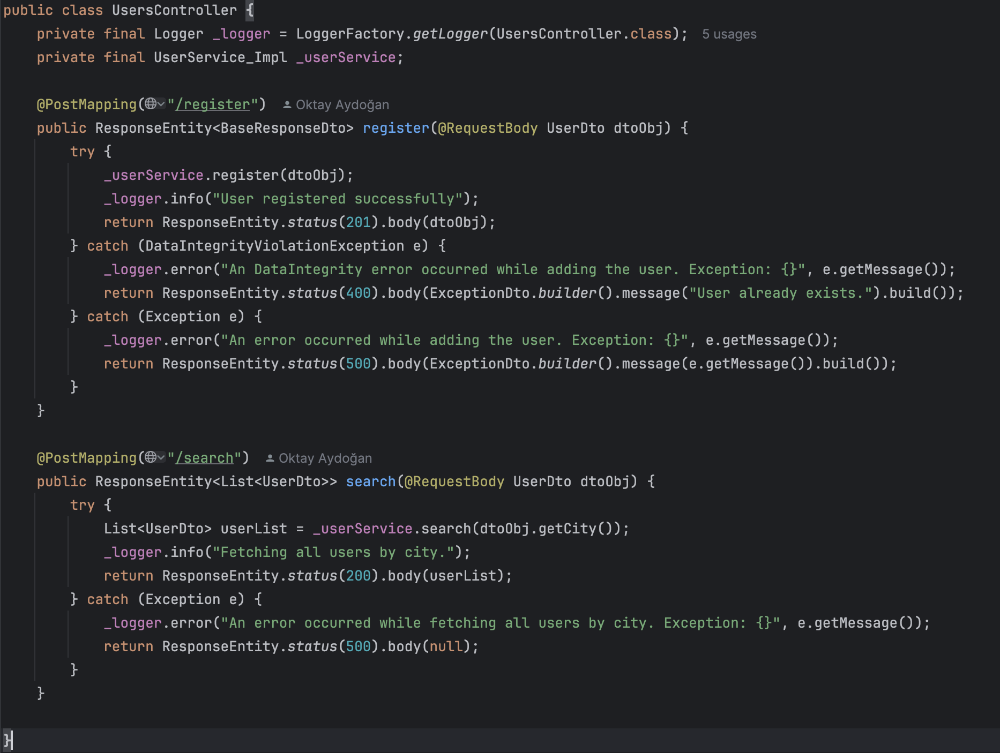 public class UsersController {
    private final Logger _logger = LoggerFactory.getLogger(UsersController.class);  5 usages
    private final UserService_Impl _userService;

    @PostMapping("/register")  Oktay Aydoğan
    public ResponseEntity<BaseResponseDto> register(@RequestBody UserDto dtoObj) {
        try {
            _userService.register(dtoObj);
            _logger.info("User registered successfully");
            return ResponseEntity.status(201).body(dtoObj);
        } catch (DataIntegrityViolationException e) {
            _logger.error("An DataIntegrity error occurred while adding the user. Exception: {}", e.getMessage());
            return ResponseEntity.status(400).body(ExceptionDto.builder().message("User already exists.").build());
        } catch (Exception e) {
            _logger.error("An error occurred while adding the user. Exception: {}", e.getMessage());
            return ResponseEntity.status(500).body(ExceptionDto.builder().message(e.getMessage()).build());
        }
    }

    @PostMapping("/search")  Oktay Aydoğan
    public ResponseEntity<List<UserDto>> search(@RequestBody UserDto dtoObj) {
        try {
            List<UserDto> userList = _userService.search(dtoObj.getCity());
            _logger.info("Fetching all users by city.");
            return ResponseEntity.status(200).body(userList);
        } catch (Exception e) {
            _logger.error("An error occurred while fetching all users by city. Exception: {}", e.getMessage());
            return ResponseEntity.status(500).body(null);
        }
    }

}